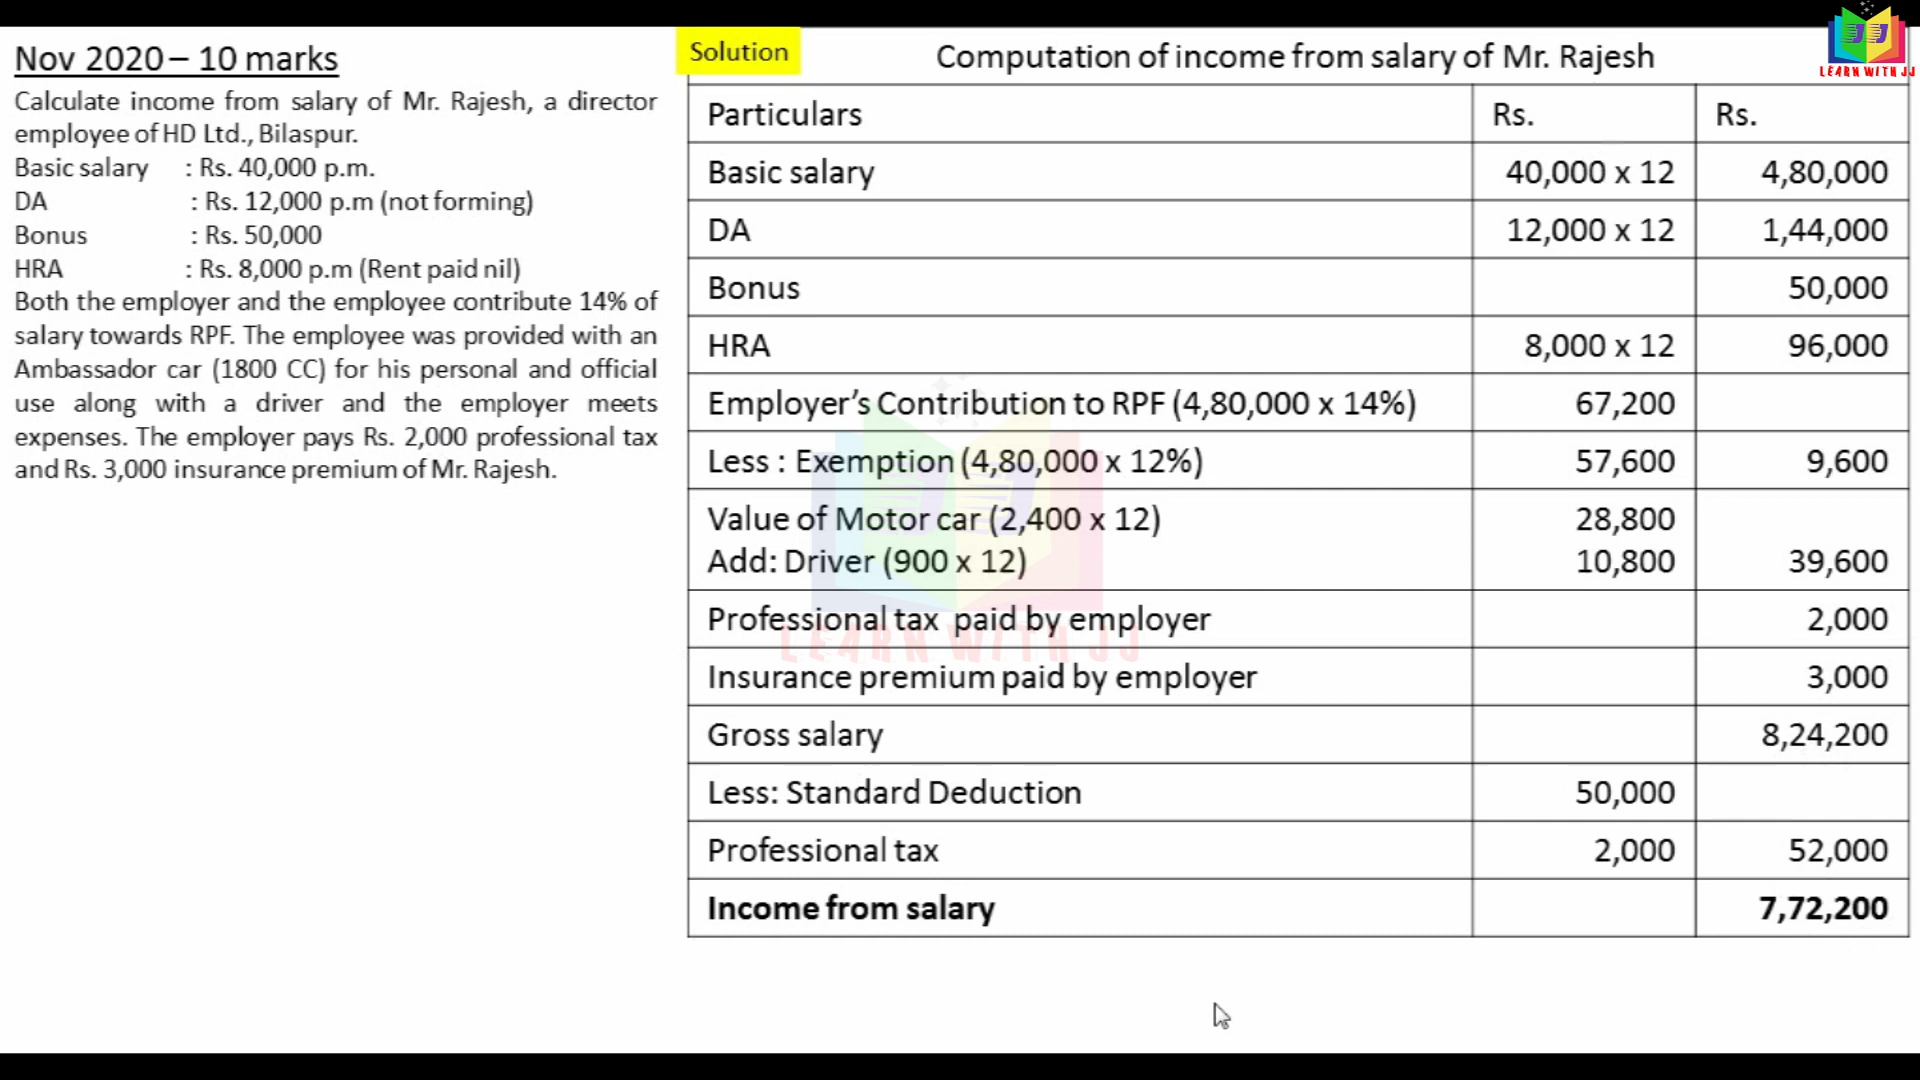 Nov 2020 – 10 marks
Calculate income from salary of Mr. Rajesh, a director
employee of HD Ltd., Bilaspur.
Basic salary : Rs. 40,000 p.m.
DA : Rs. 12,000 p.m (not forming)
Bonus : Rs. 50,000
HRA : Rs. 8,000 p.m (Rent paid nil)
Both the employer and the employee contribute 14% of
salary towards RPF. The employee was provided with an
Ambassador car (1800 CC) for his personal and official
use along with a driver and the employer meets
expenses. The employer pays Rs. 2,000 professional tax
and Rs. 3,000 insurance premium of Mr. Rajesh.
Solution
Computation of income from salary of Mr. Rajesh
Particulars Rs. Rs.
Basic salary 40,000 x 12 4,80,000
DA 12,000 x 12 1,44,000
Bonus 50,000
HRA 8,000 x 12 96,000
Employer’s Contribution to RPF (4,80,000 x 14%) 67,200
Less : Exemption (4,80,000 x 12%) 57,600 9,600
Value of Motor car (2,400 x 12) 28,800
Add: Driver (900 x 12) 10,800 39,600
Professional tax paid by employer 2,000
Insurance premium paid by employer 3,000
Gross salary 8,24,200
Less: Standard Deduction 50,000
Professional tax 2,000 52,000
Income from salary 7,72,200
LEARN WITH JJ
LEARN WITH JJ